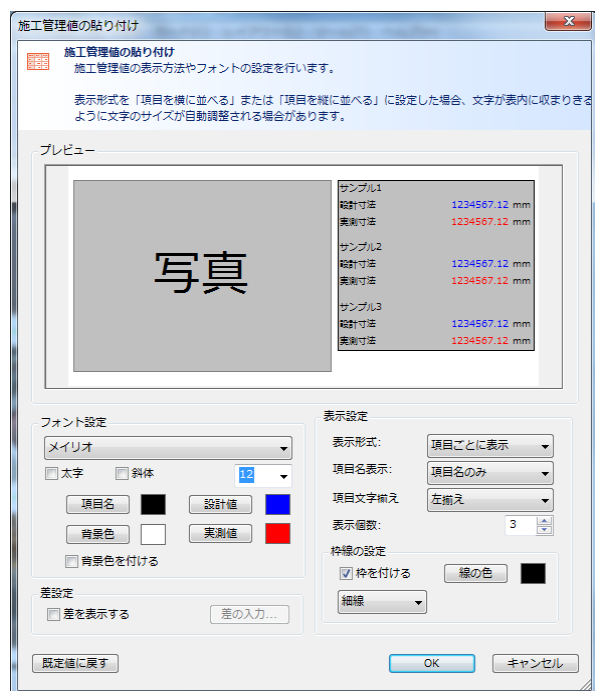 施工管理値の貼り付け
施工管理値の貼り付け
施工管理値の表示方法やフォントの設定を行います。
表示形式を「項目を横に並べる」または「項目を縦に並べる」に設定した場合、文字が表内に収まりきる
ように文字のサイズが自動調整される場合があります。
プレビュー
写真
サンプル1
設計寸法 1234567.12 mm
実測寸法 1234567.12 mm
サンプル2
設計寸法 1234567.12 mm
実測寸法 1234567.12 mm
サンプル3
設計寸法 1234567.12 mm
実測寸法 1234567.12 mm
フォント設定
メイリオ
太字 斜体 12
項目名 設計値
背景色 実測値
背景色を付ける
差設定
差を表示する 差の入力...
表示設定
表示形式: 項目ごとに表示
項目名表示: 項目名のみ
項目文字揃え 左揃え
表示個数: 3
枠線の設定
枠を付ける 線の色
細線
既定値に戻す OK キャンセル